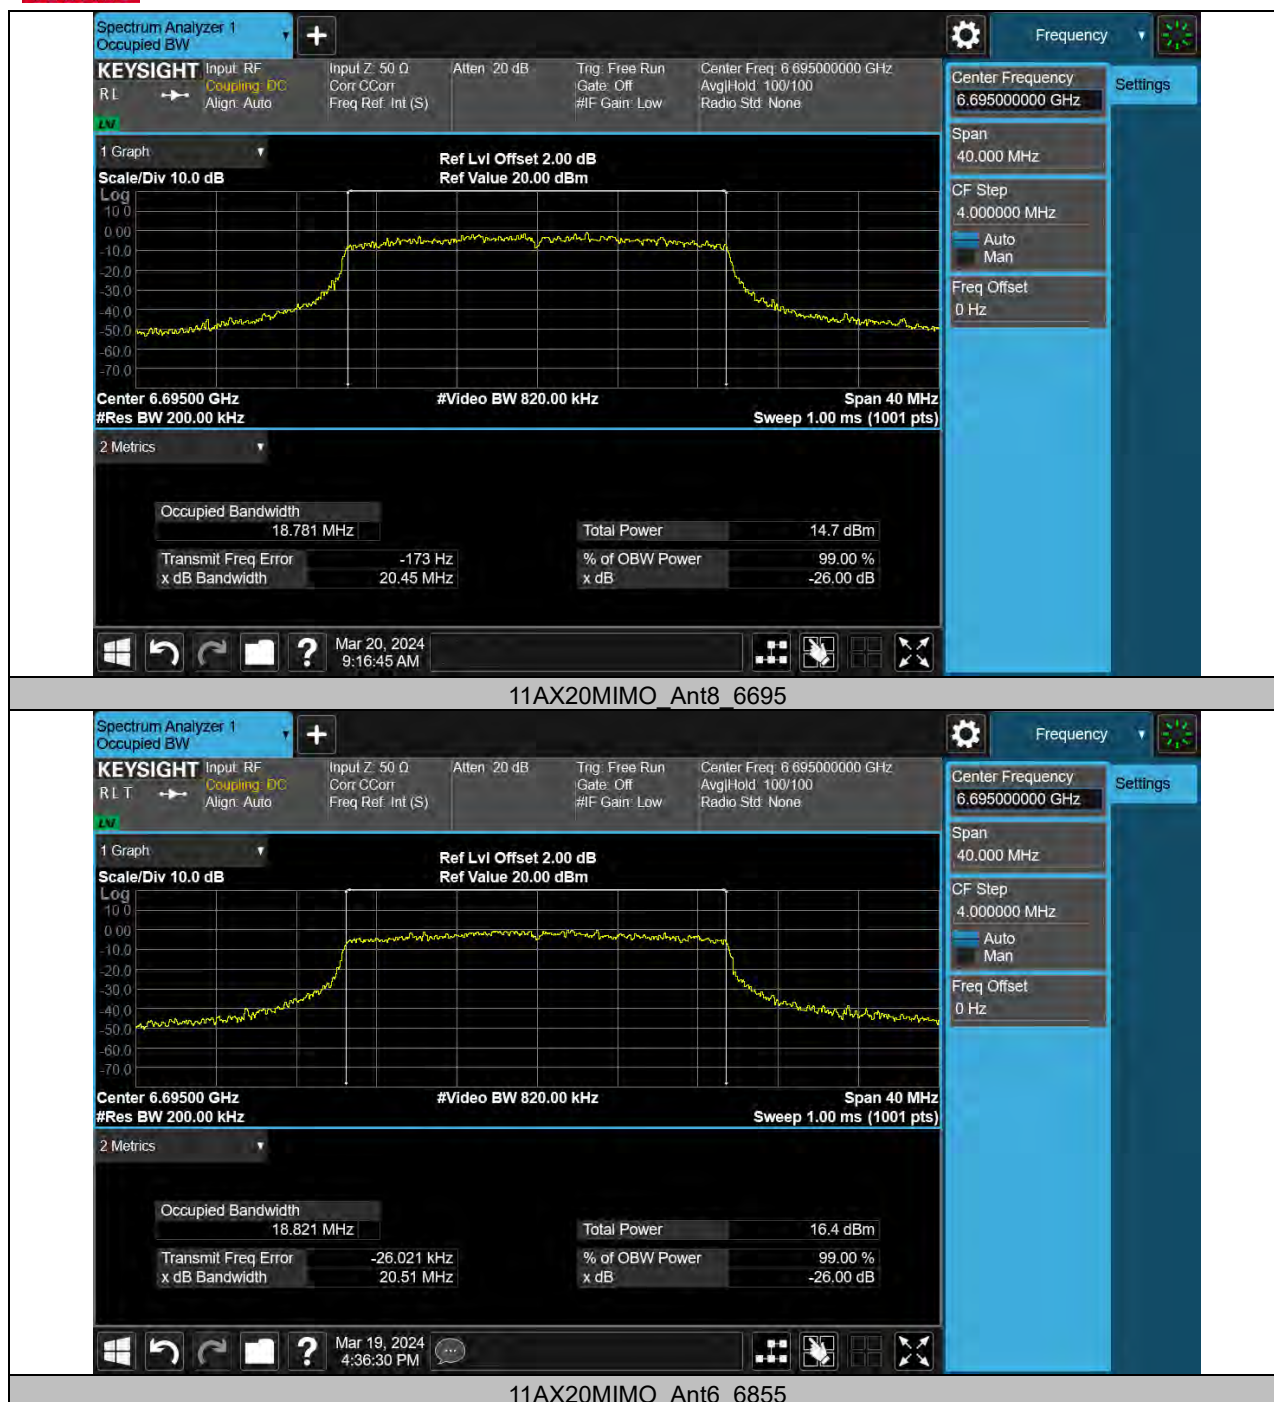 Spectrum Analyzer 1
Occupied BW
Frequency
KEYSIGHT
R L
Input: RF
Coupling: DC
Align: Auto
Input Z: 50 Ω
Corr CCorr
Freq Ref: Int (S)
Atten: 20 dB
Trig: Free Run
Gate: Off
#IF Gain: Low
Center Freq: 6.695000000 GHz
Avg|Hold: 100/100
Radio Std: None
LNI
Center Frequency
6.695000000 GHz
Settings
Span
40.000 MHz
CF Step
4.000000 MHz
Auto
Man
Freq Offset
0 Hz
1 Graph
Scale/Div 10.0 dB
Ref Lvl Offset 2.00 dB
Ref Value 20.00 dBm
Log
10.0
0.00
-10.0
-20.0
-30.0
-40.0
-50.0
-60.0
-70.0
Center 6.69500 GHz
#Res BW 200.00 kHz
#Video BW 820.00 kHz
Span 40 MHz
Sweep 1.00 ms (1001 pts)
2 Metrics
Occupied Bandwidth
18.781 MHz
Transmit Freq Error -173 Hz
x dB Bandwidth 20.45 MHz
Total Power 14.7 dBm
% of OBW Power 99.00 %
x dB -26.00 dB
?
Mar 20, 2024
9:16:45 AM
11AX20MIMO_Ant8_6695
Spectrum Analyzer 1
Occupied BW
Frequency
KEYSIGHT
R L T
Input: RF
Coupling: DC
Align: Auto
Input Z: 50 Ω
Corr CCorr
Freq Ref: Int (S)
Atten: 20 dB
Trig: Free Run
Gate: Off
#IF Gain: Low
Center Freq: 6.695000000 GHz
Avg|Hold: 100/100
Radio Std: None
LNI
Center Frequency
6.695000000 GHz
Settings
Span
40.000 MHz
CF Step
4.000000 MHz
Auto
Man
Freq Offset
0 Hz
1 Graph
Scale/Div 10.0 dB
Ref Lvl Offset 2.00 dB
Ref Value 20.00 dBm
Log
10.0
0.00
-10.0
-20.0
-30.0
-40.0
-50.0
-60.0
-70.0
Center 6.69500 GHz
#Res BW 200.00 kHz
#Video BW 820.00 kHz
Span 40 MHz
Sweep 1.00 ms (1001 pts)
2 Metrics
Occupied Bandwidth
18.821 MHz
Transmit Freq Error -26.021 kHz
x dB Bandwidth 20.51 MHz
Total Power 16.4 dBm
% of OBW Power 99.00 %
x dB -26.00 dB
?
Mar 19, 2024
4:36:30 PM
11AX20MIMO_Ant6_6855